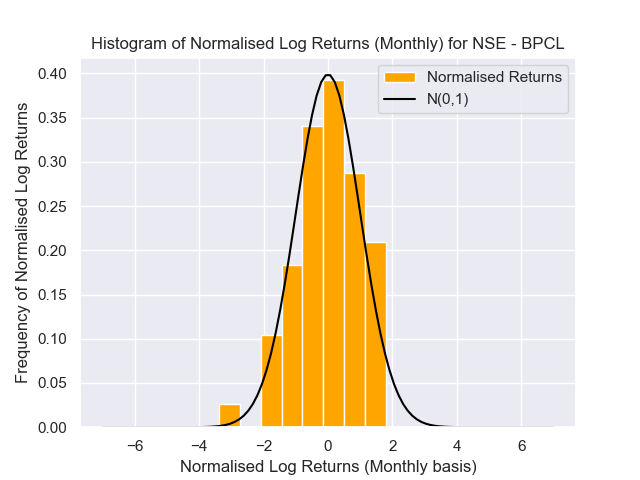 Histogram of Normalised Log Returns (Monthly) for NSE - BPCL
Normalised Returns
N(0,1)
Frequency of Normalised Log Returns
0.40
0.35
0.30
0.25
0.20
0.15
0.10
0.05
0.00
−6 −4 −2 0 2 4 6
Normalised Log Returns (Monthly basis)